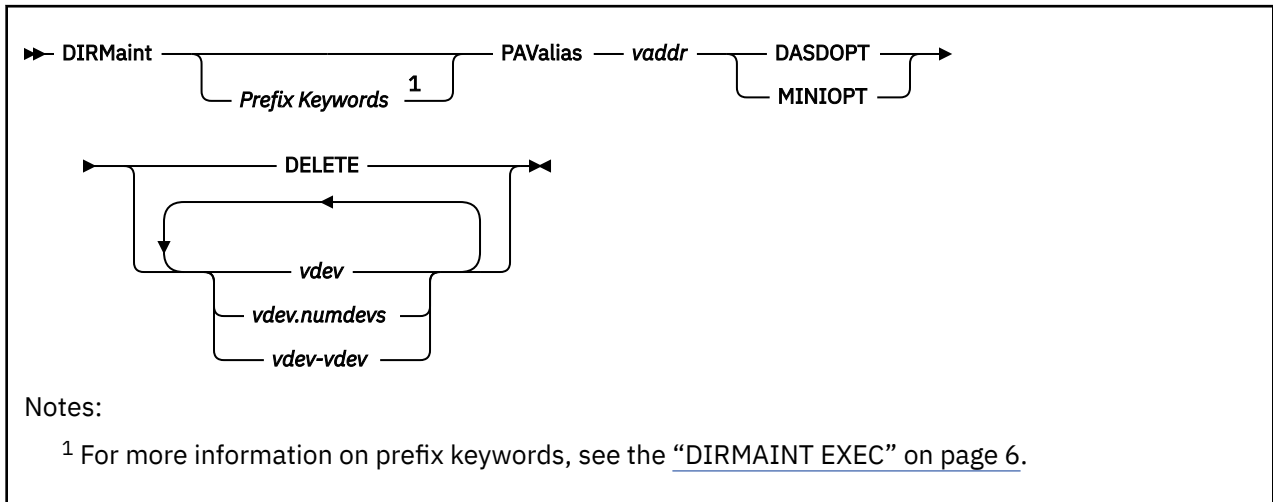 DIRMaint Prefix Keywords 1 PAValias vaddr DASDOPT
MINIOPT
DELETE
vdev
vdev.numdevs
vdev-vdev
Notes:
1 For more information on prefix keywords, see the “DIRMAINT EXEC” on page 6.